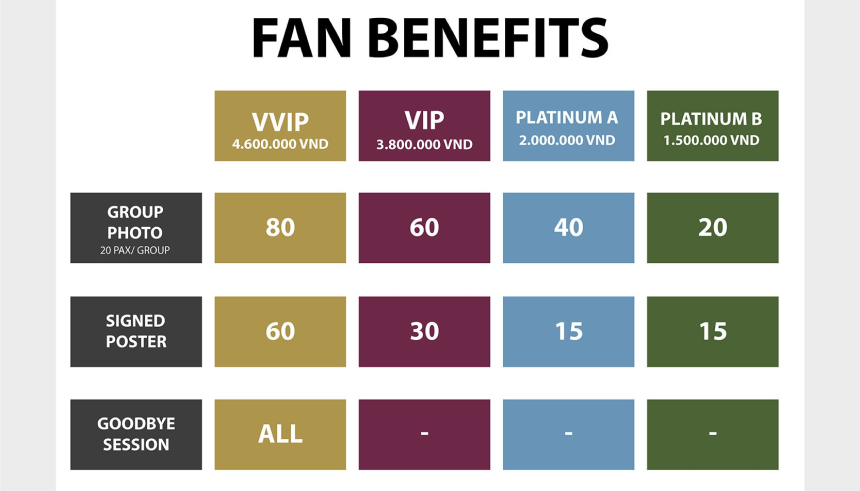 FAN BENEFITS
VVIP
4.600.000 VND
VIP
3.800.000 VND
PLATINUM A
2.000.000 VND
PLATINUM B
1.500.000 VND
GROUP
PHOTO
20 PAX/ GROUP
80
60
40
20
SIGNED
POSTER
60
30
15
15
GOODBYE
SESSION
ALL
-
-
-